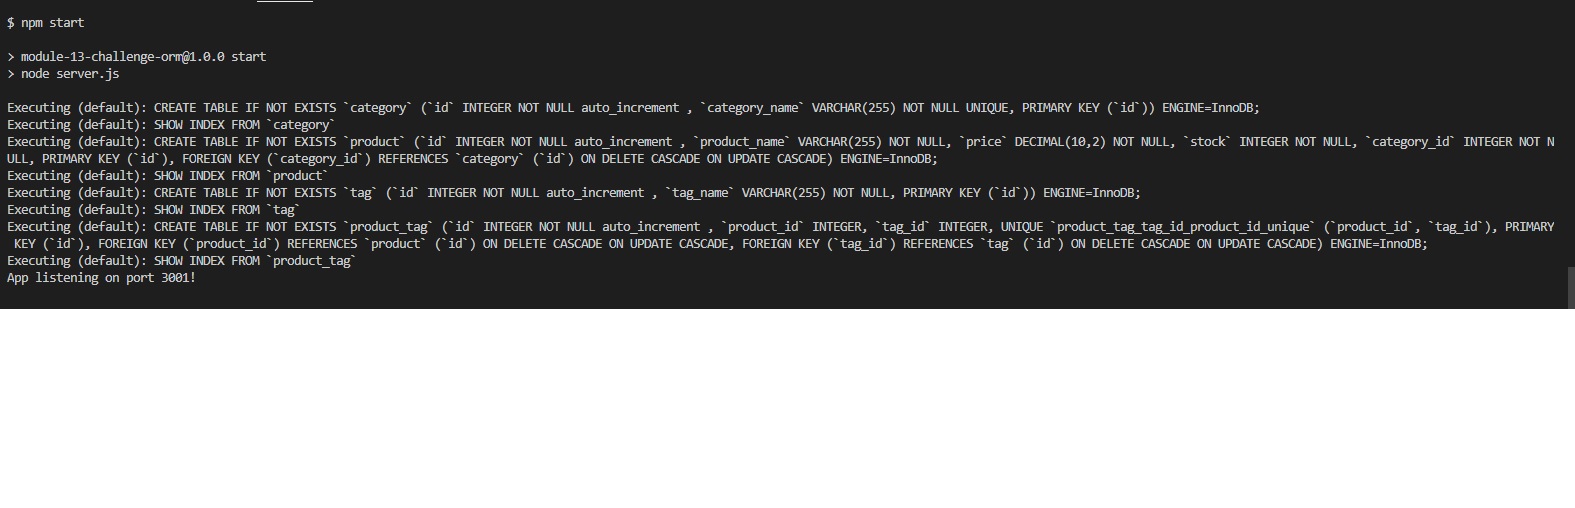 $ npm start
> module-13-challenge-orm@1.0.0 start
> node server.js
Executing (default): CREATE TABLE IF NOT EXISTS `category` (`id` INTEGER NOT NULL auto_increment , `category_name` VARCHAR(255) NOT NULL UNIQUE, PRIMARY KEY (`id`)) ENGINE=InnoDB;
Executing (default): SHOW INDEX FROM `category`
Executing (default): CREATE TABLE IF NOT EXISTS `product` (`id` INTEGER NOT NULL auto_increment , `product_name` VARCHAR(255) NOT NULL, `price` DECIMAL(10,2) NOT NULL, `stock` INTEGER NOT NULL, `category_id` INTEGER NOT N
ULL, PRIMARY KEY (`id`), FOREIGN KEY (`category_id`) REFERENCES `category` (`id`) ON DELETE CASCADE ON UPDATE CASCADE) ENGINE=InnoDB;
Executing (default): SHOW INDEX FROM `product`
Executing (default): CREATE TABLE IF NOT EXISTS `tag` (`id` INTEGER NOT NULL auto_increment , `tag_name` VARCHAR(255) NOT NULL, PRIMARY KEY (`id`)) ENGINE=InnoDB;
Executing (default): SHOW INDEX FROM `tag`
Executing (default): CREATE TABLE IF NOT EXISTS `product_tag` (`id` INTEGER NOT NULL auto_increment , `product_id` INTEGER, `tag_id` INTEGER, UNIQUE `product_tag_tag_id_product_id_unique` (`product_id`, `tag_id`), PRIMARY
 KEY (`id`), FOREIGN KEY (`product_id`) REFERENCES `product` (`id`) ON DELETE CASCADE ON UPDATE CASCADE, FOREIGN KEY (`tag_id`) REFERENCES `tag` (`id`) ON DELETE CASCADE ON UPDATE CASCADE) ENGINE=InnoDB;
Executing (default): SHOW INDEX FROM `product_tag`
App listening on port 3001!